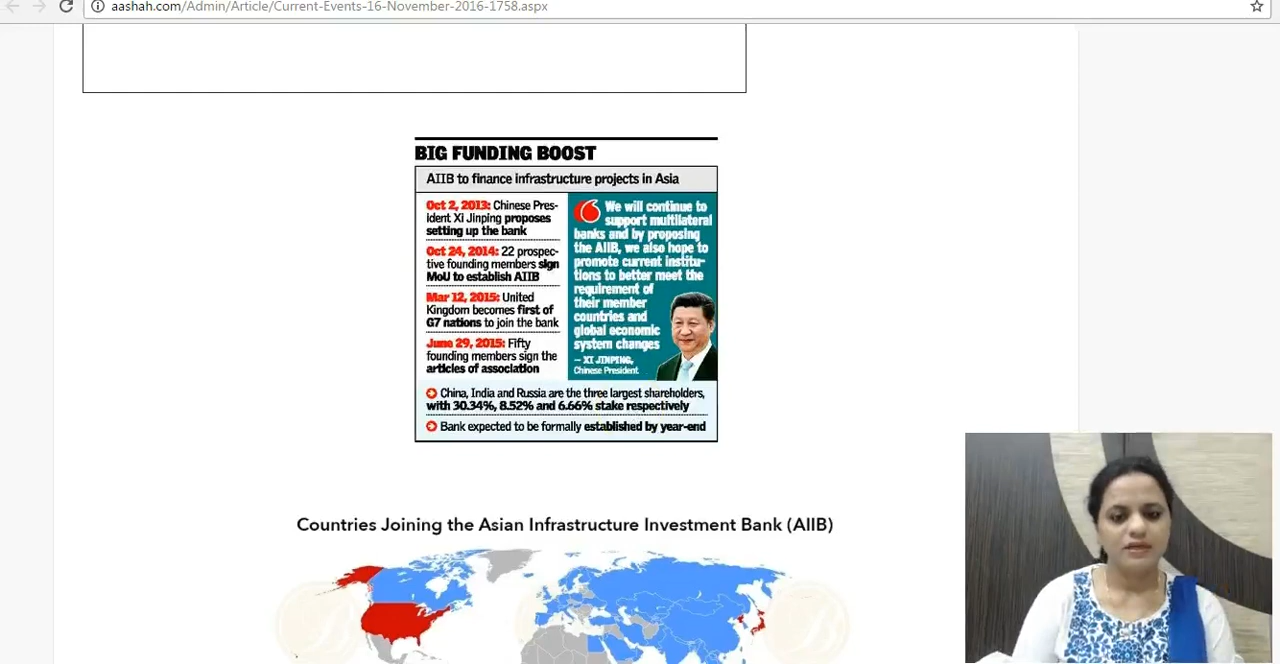 aashah.com/Admin/Article/Current-Events-16-November-2016-1758.aspx
BIG FUNDING BOOST
AIIB to finance infrastructure projects in Asia
Oct 2, 2013: Chinese Pres-
ident Xi Jinping proposes
setting up the bank
Oct 24, 2014: 22 prospec-
tive founding members sign
MoU to establish AIIB
Mar 12, 2015: United
Kingdom becomes first of
G7 nations to join the bank
June 29, 2015: Fifty
founding members sign the
articles of association
We will continue to
support multilateral
banks and by proposing
the AIIB, we also hope to
promote current institu-
tions to better meet the
requirement of
their member
countries and
global economic
system changes
– XI JINPING,
Chinese President
China, India and Russia are the three largest shareholders,
with 30.34%, 8.52% and 6.66% stake respectively
Bank expected to be formally established by year-end
Countries Joining the Asian Infrastructure Investment Bank (AIIB)